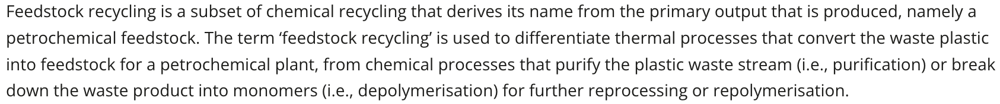 Feedstock recycling is a subset of chemical recycling that derives its name from the primary output that is produced, namely a
petrochemical feedstock. The term ‘feedstock recycling’ is used to differentiate thermal processes that convert the waste plastic
into feedstock for a petrochemical plant, from chemical processes that purify the plastic waste stream (i.e., purification) or break
down the waste product into monomers (i.e., depolymerisation) for further reprocessing or repolymerisation.